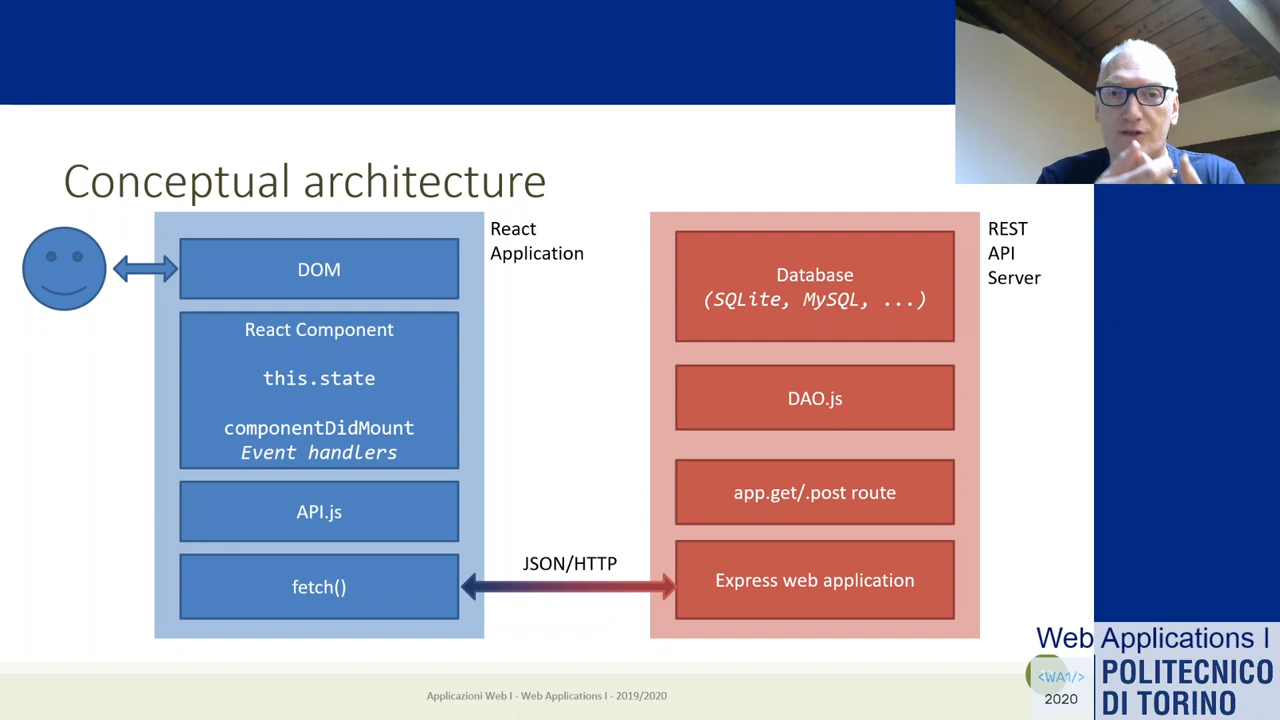 Conceptual architecture
React
Application
DOM
React Component
this.state
componentDidMount
Event handlers
API.js
fetch()
JSON/HTTP
REST
API
Server
Database
(SQLite, MySQL, ...)
DAO.js
app.get/.post route
Express web application
Applicazioni Web I - Web Applications I - 2019/2020
Web Applications I
<WA1/>
2020
POLITECNICO
DI TORINO